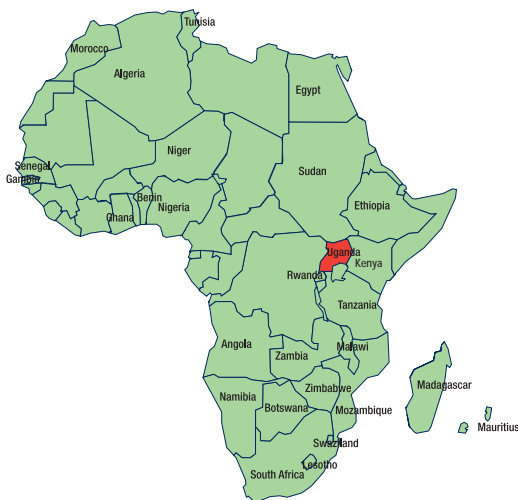 Tunisia
Morocco
Algeria
Egypt
Niger
Senegal
Sudan
Gambia
Benin
Ethiopia
Ghana
Nigeria
Uganda
Kenya
Rwanda
Tanzania
Angola
Malawi
Zambia
Madagascar
Zimbabwe
Namibia
Botswana
Mozambique
Mauritius
Swaziland
Lesotho
South Africa